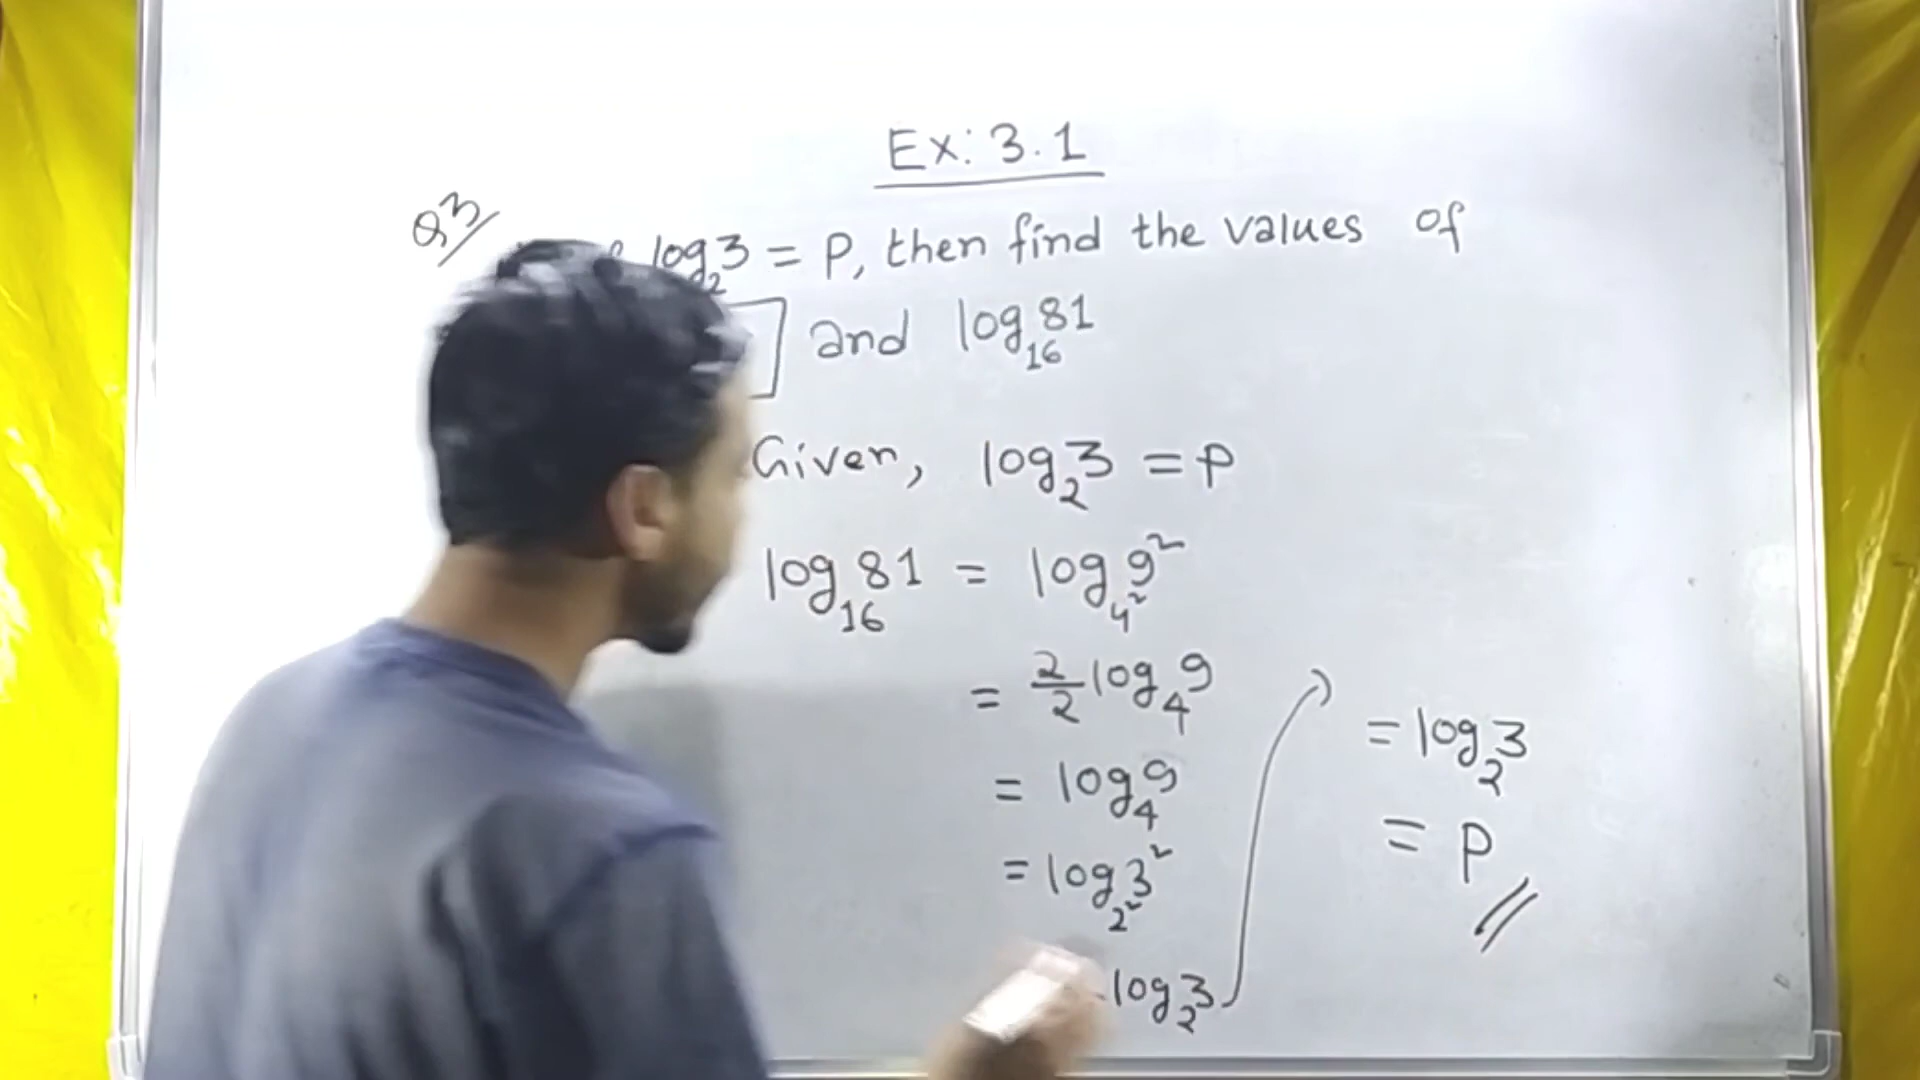 Ex: 3.1
Q3
log₂3 = P, then find the values of
and log₁₆81
Given, log₂3 = P
log₁₆81 = log₄²9²
= 2/2 log₄9
= log₄9
= log₂²3²
log₂3
= log₂3
= P